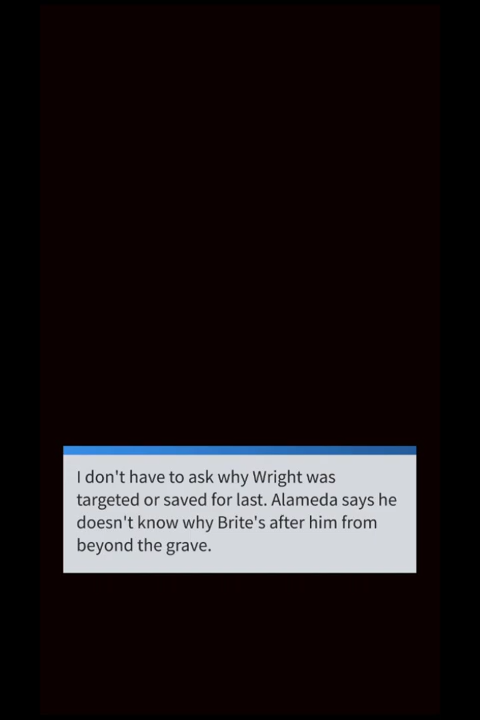 I don't have to ask why Wright was
targeted or saved for last. Alameda says he
doesn't know why Brite's after him from
beyond the grave.